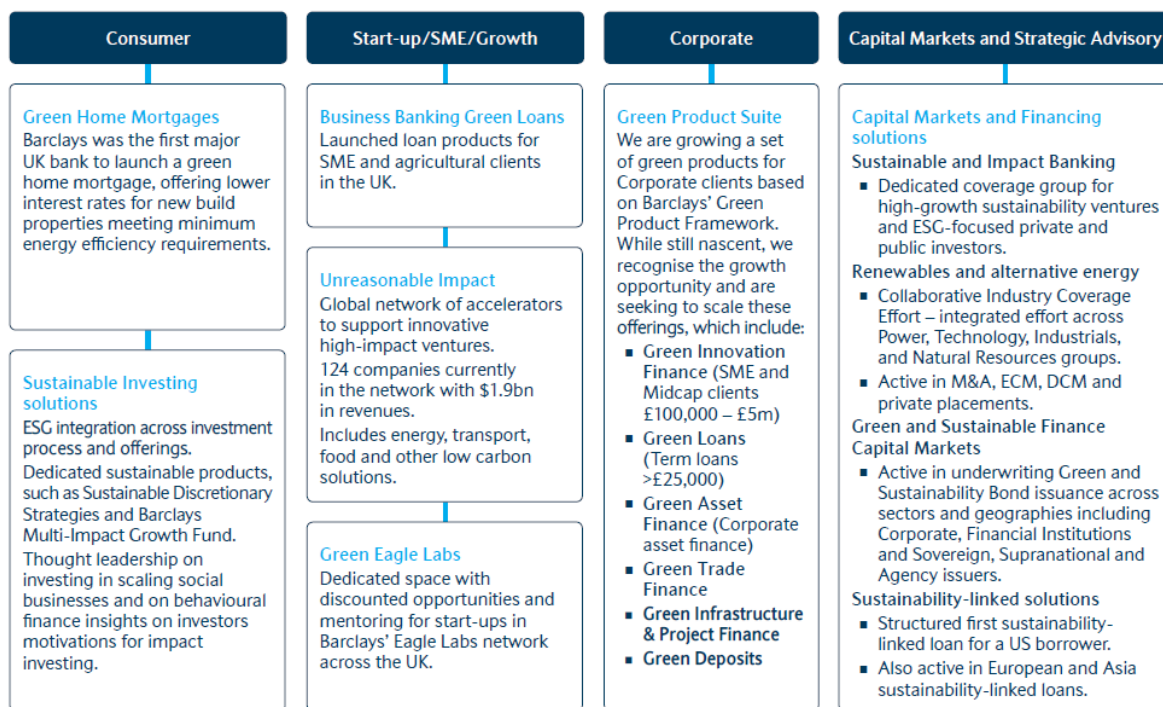 Consumer
Green Home Mortgages
Barclays was the first major
UK bank to launch a green
home mortgage, offering lower
interest rates for new build
properties meeting minimum
energy efficiency requirements.
Sustainable Investing
solutions
ESG integration across investment
process and offerings.
Dedicated sustainable products,
such as Sustainable Discretionary
Strategies and Barclays
Multi-Impact Growth Fund.
Thought leadership on
investing in scaling social
businesses and on behavioural
finance insights on investors
motivations for impact
investing.
Start-up/SME/Growth
Business Banking Green Loans
Launched loan products for
SME and agricultural clients
in the UK.
Unreasonable Impact
Global network of accelerators
to support innovative
high-impact ventures.
124 companies currently
in the network with $1.9bn
in revenues.
Includes energy, transport,
food and other low carbon
solutions.
Green Eagle Labs
Dedicated space with
discounted opportunities and
mentoring for start-ups in
Barclays' Eagle Labs network
across the UK.
Corporate
Green Product Suite
We are growing a set
of green products for
Corporate clients based
on Barclays' Green
Product Framework.
While still nascent, we
recognise the growth
opportunity and are
seeking to scale these
offerings, which include:
▪ Green Innovation
Finance (SME and
Midcap clients
£100,000 – £5m)
▪ Green Loans
(Term loans
>£25,000)
▪ Green Asset
Finance (Corporate
asset finance)
▪ Green Trade
Finance
▪ Green Infrastructure
& Project Finance
▪ Green Deposits
Capital Markets and Strategic Advisory
Capital Markets and Financing
solutions
Sustainable and Impact Banking
▪ Dedicated coverage group for
high-growth sustainability ventures
and ESG-focused private and
public investors.
Renewables and alternative energy
▪ Collaborative Industry Coverage
Effort – integrated effort across
Power, Technology, Industrials,
and Natural Resources groups.
▪ Active in M&A, ECM, DCM and
private placements.
Green and Sustainable Finance
Capital Markets
▪ Active in underwriting Green and
Sustainability Bond issuance across
sectors and geographies including
Corporate, Financial Institutions
and Sovereign, Supranational and
Agency issuers.
Sustainability-linked solutions
▪ Structured first sustainability-
linked loan for a US borrower.
▪ Also active in European and Asia
sustainability-linked loans.